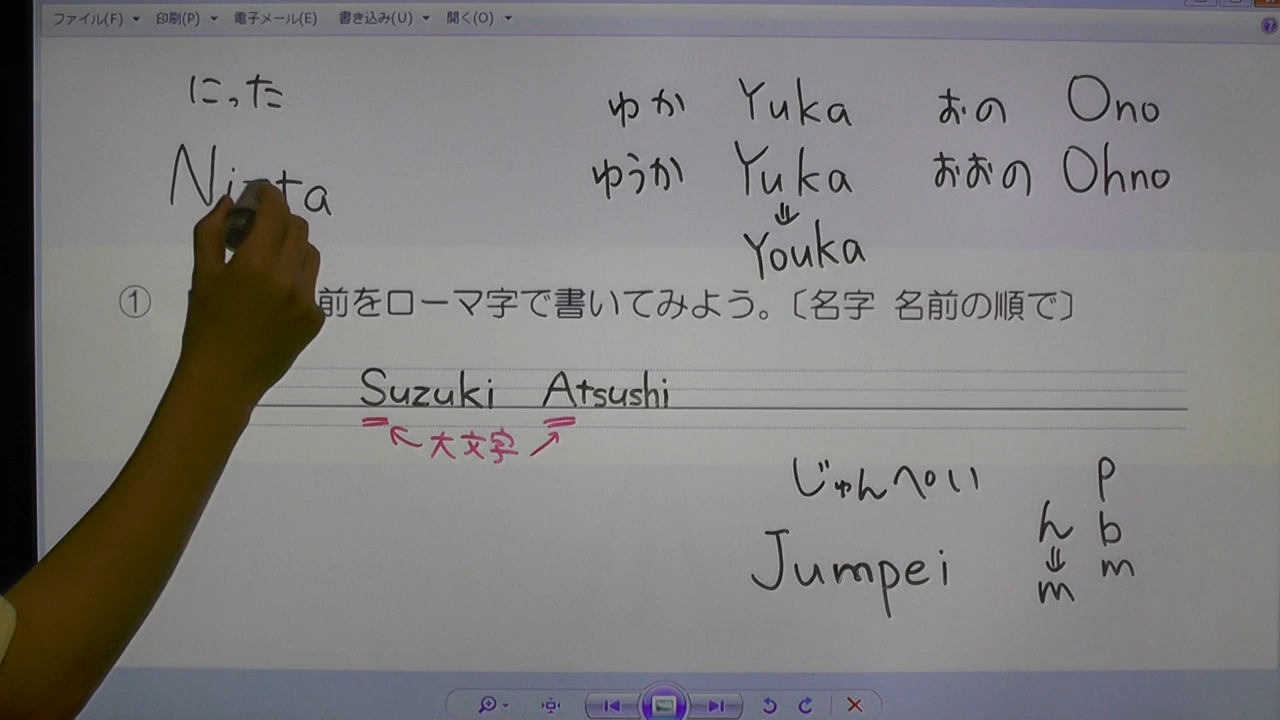 ファイル(F) 印刷(P) 電子メール(E) 書き込み(U) 開く(O)
にった
ゆか Yuka おの Ono
ゆうか Yuka おおの Ohno
⇓
Youka
① 前をローマ字で書いてみよう。〔名字 名前の順で〕
Suzuki Atsushi
←大文字→
じゅんぺい
Jumpei
ん
⇓
m
p
b
m